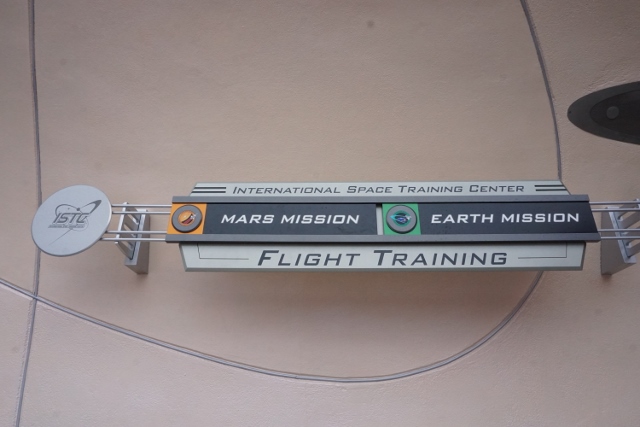 INTERNATIONAL SPACE TRAINING CENTER
ISTC
MARS MISSION
EARTH MISSION
FLIGHT TRAINING